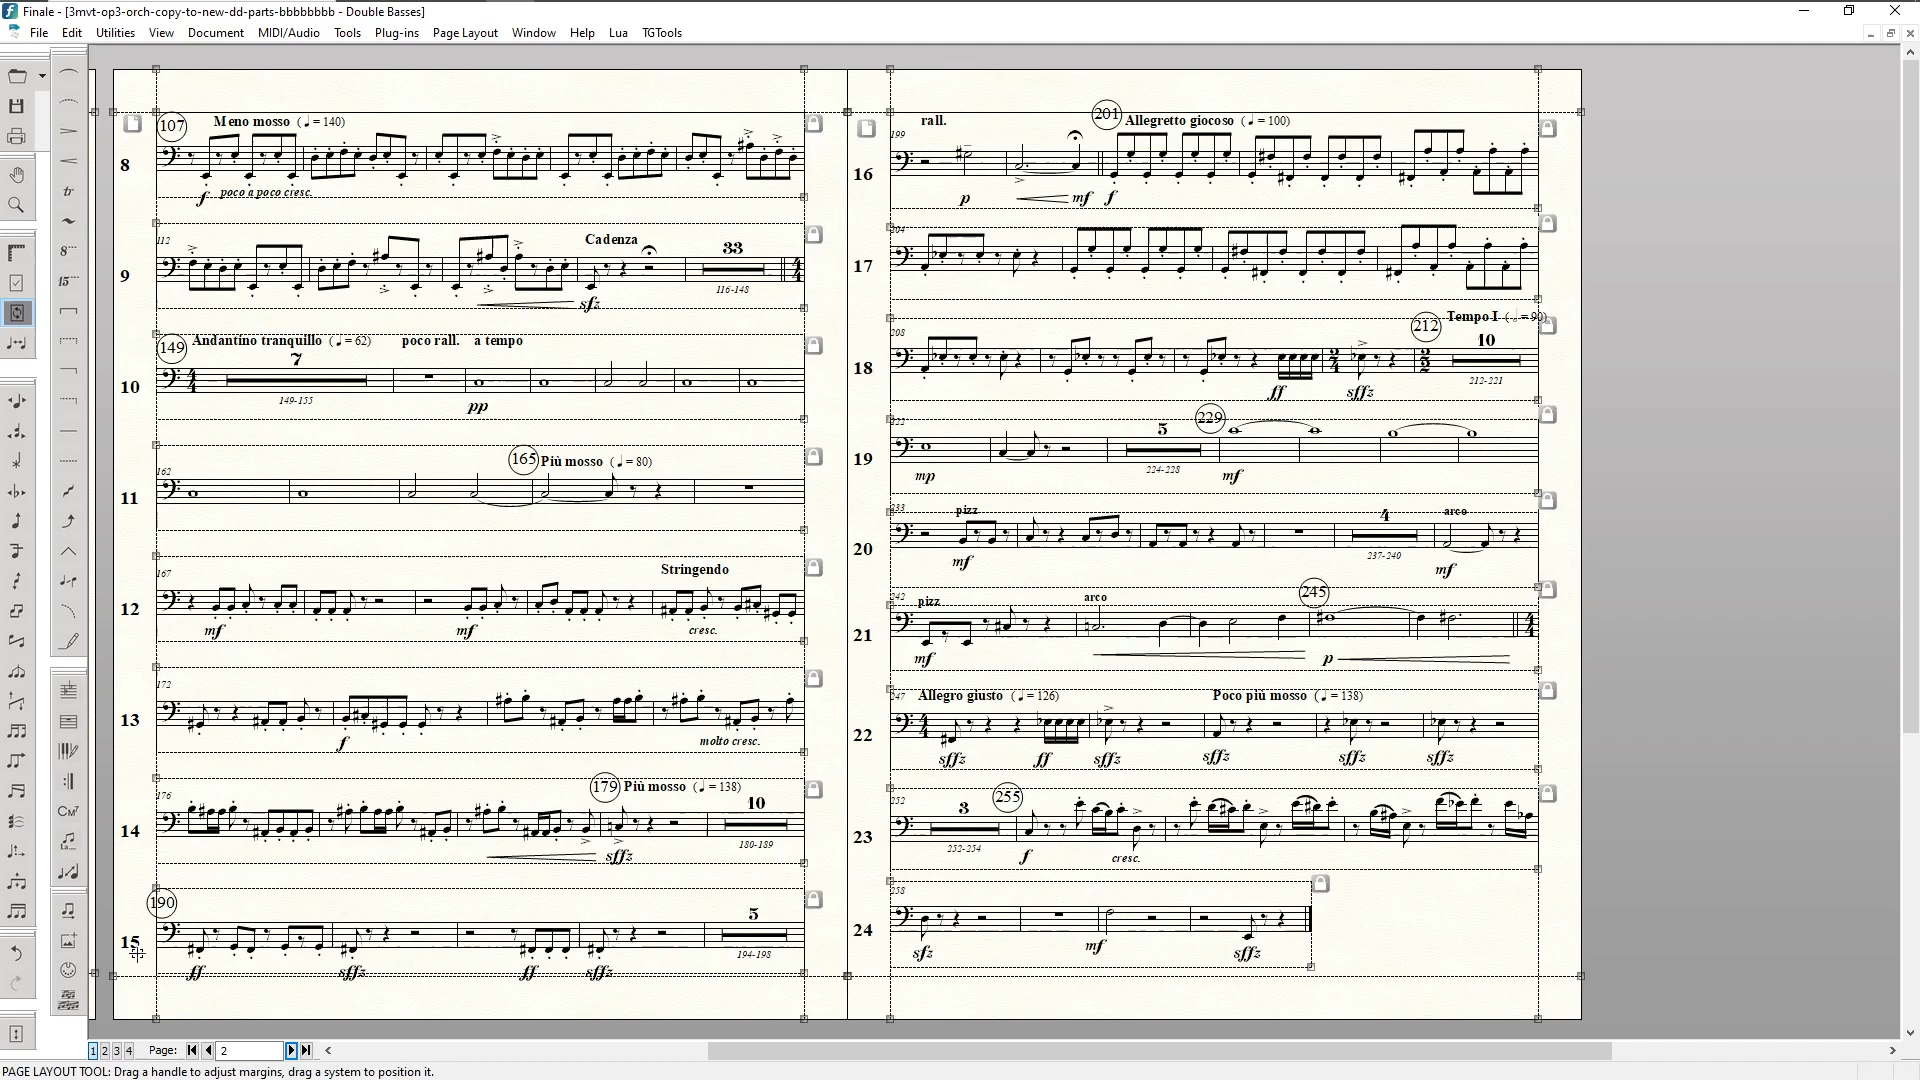 Finale - [3mvt-op3-orch-copy-to-new-dd-parts-bbbbbbbb - Double Basses]
File Edit Utilities View Document MIDI/Audio Tools Plug-ins Page Layout Window Help Lua TGTools
107 Meno mosso (♩ = 140)
8
f poco a poco cresc.
112 Cadenza 33
9
sfz 116-148
149 Andantino tranquillo (♩ = 62) poco rall. a tempo
7
10
149-155 pp
162 165 Più mosso (♩ = 80)
11
167 Stringendo
12
mf mf cresc.
172
13
f molto cresc.
176 179 Più mosso (♩ = 138) 10
14
sffz 180-189
190 5
15
ff sffz ff sffz 194-198
199 rall. 201 Allegretto giocoso (♩ = 100)
16
p mf f
204
17
208 212 Tempo I (𝅗𝅥 = 90)
10
18
ff sffz 212-221
222 5 229
19
mp 224-228 mf
233 pizz 4 arco
20
mf 237-240 mf
242 pizz arco 245
21
mf p
247 Allegro giusto (♩ = 126) Poco più mosso (♩ = 138)
22
sffz ff sffz sffz sffz sffz
252 3 255
23
252-254 f cresc.
258
24
sfz mf sffz
1 2 3 4 Page: 2
PAGE LAYOUT TOOL: Drag a handle to adjust margins, drag a system to position it.